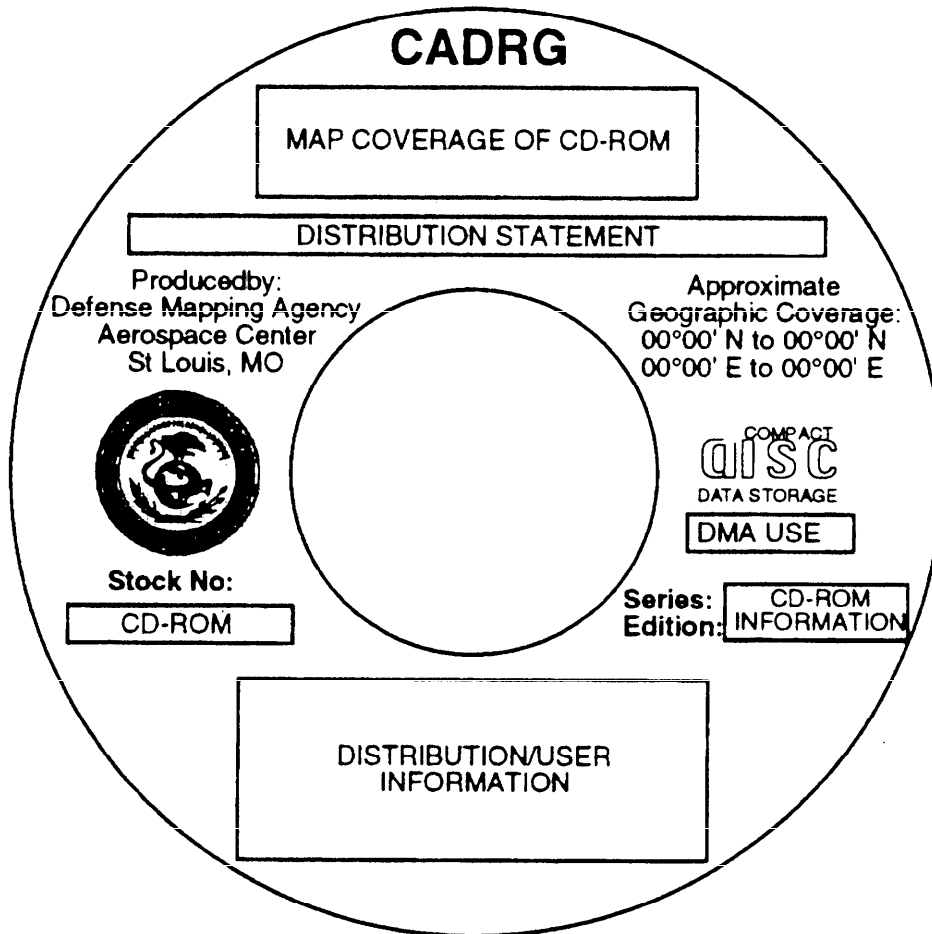 CADRG
MAP COVERAGE OF CD-ROM
DISTRIBUTION STATEMENT
Producedby:
Defense Mapping Agency
Aerospace Center
St Louis, MO
Approximate
Geographic Coverage:
00°00' N to 00°00' N
00°00' E to 00°00' E
COMPACT
disc
DATA STORAGE
DMA USE
Stock No:
CD-ROM
Series:
Edition:
CD-ROM
INFORMATION
DISTRIBUTION/USER
INFORMATION